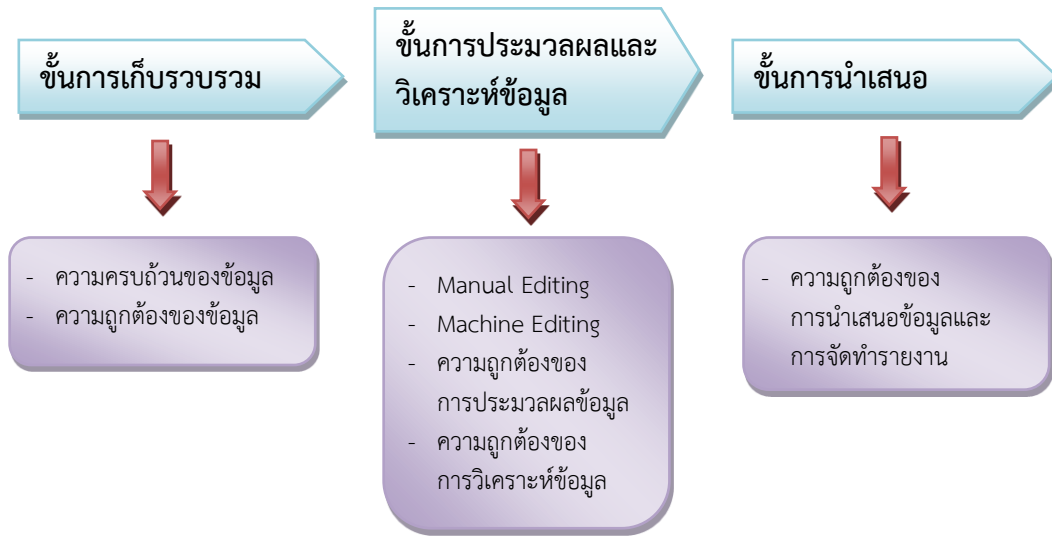 ขั้นการเก็บรวบรวม
- ความครบถ้วนของข้อมูล
- ความถูกต้องของข้อมูล
ขั้นการประมวลผลและ
วิเคราะห์ข้อมูล
- Manual Editing
- Machine Editing
- ความถูกต้องของ
การประมวลผลข้อมูล
- ความถูกต้องของ
การวิเคราะห์ข้อมูล
ขั้นการนำเสนอ
- ความถูกต้องของ
การนำเสนอข้อมูลและ
การจัดทำรายงาน